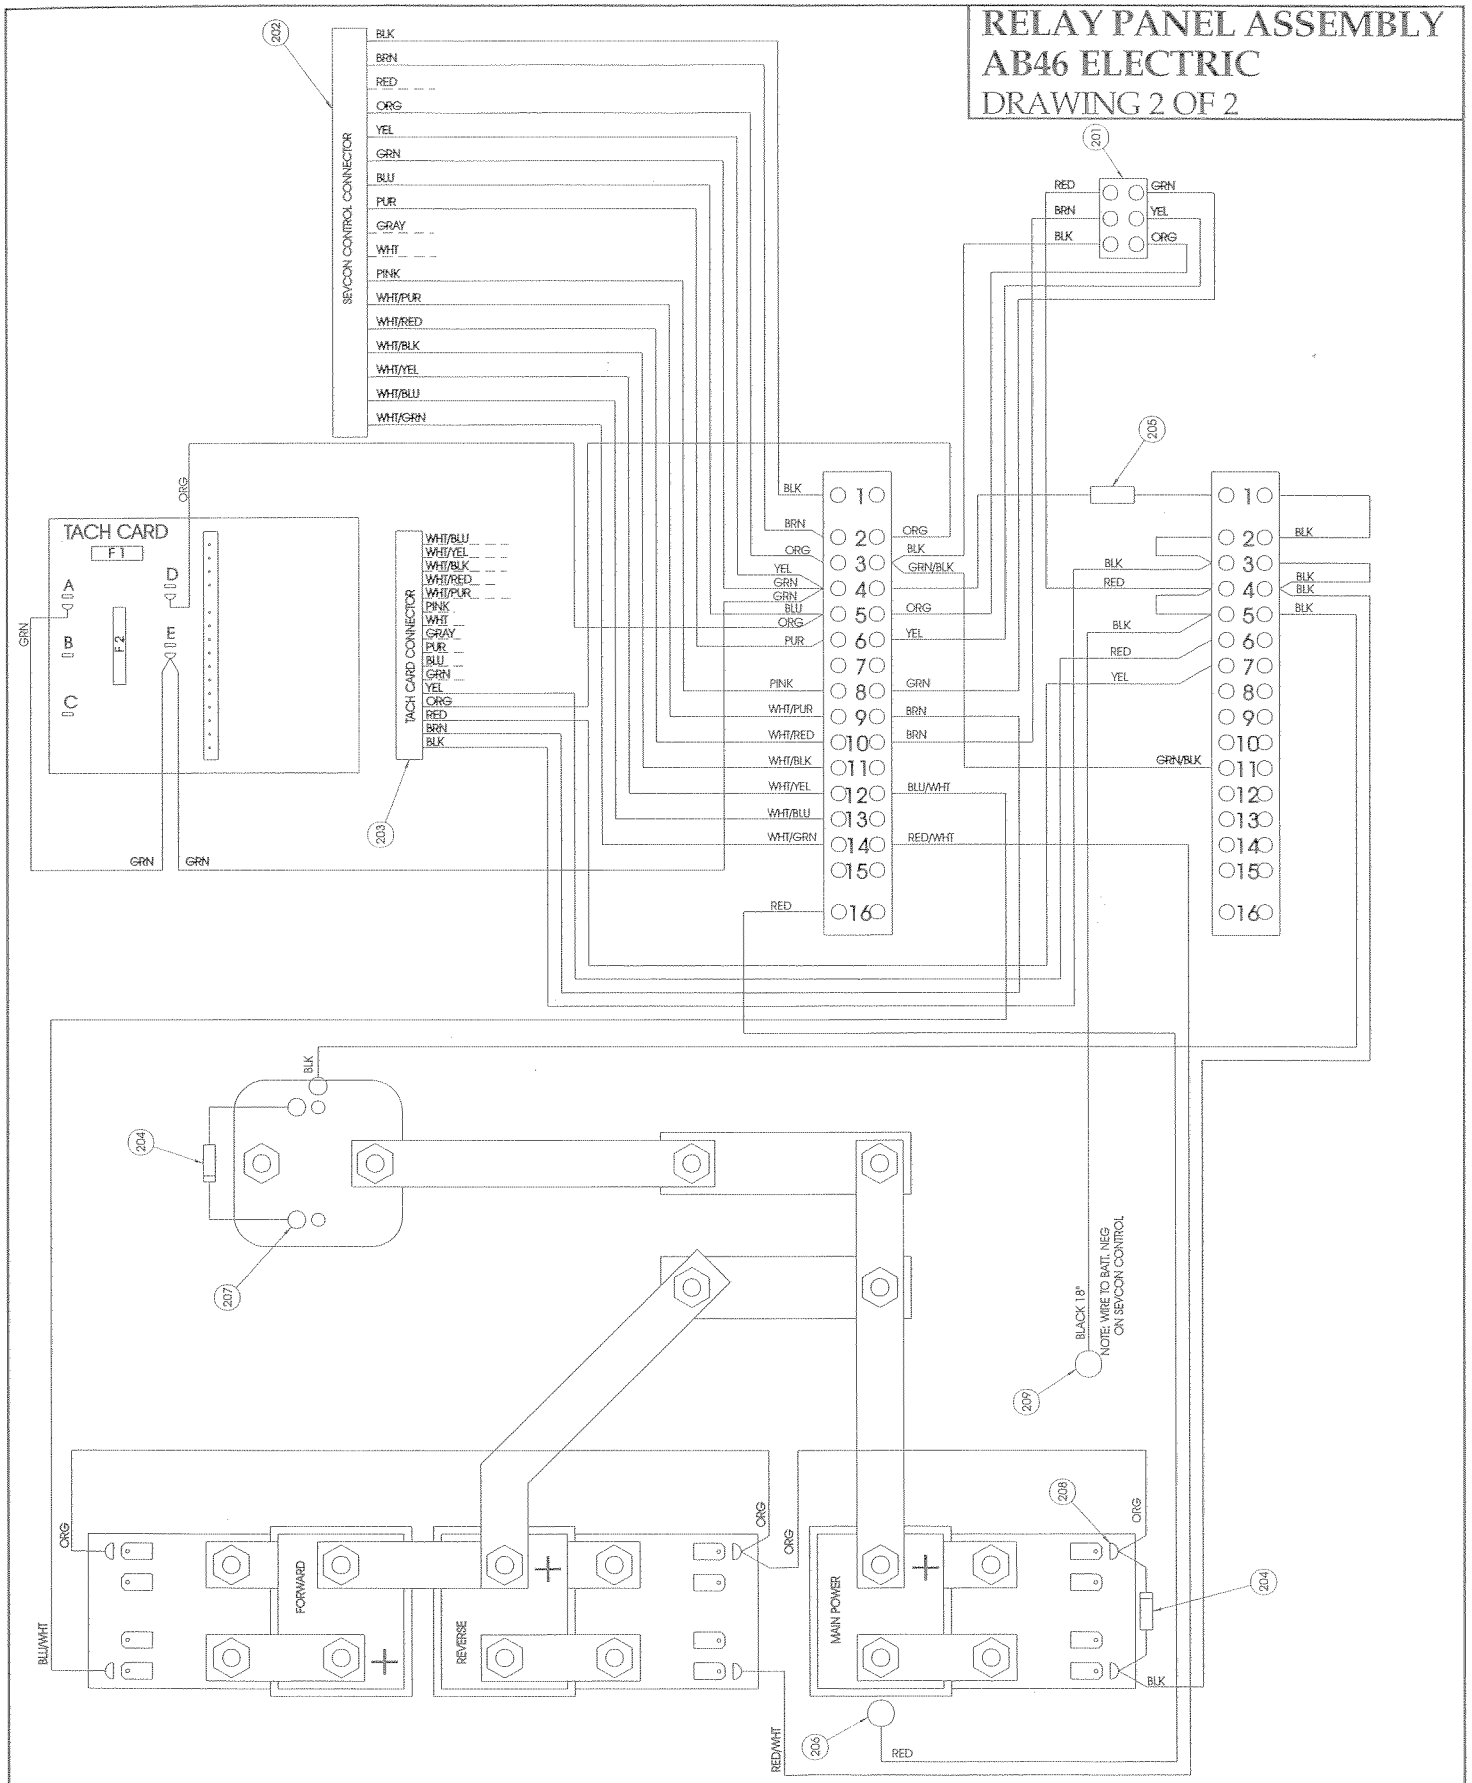 RELAY PANEL ASSEMBLY
AB46 ELECTRIC
DRAWING 2 OF 2
202
SEVCON CONTROL CONNECTOR
BLK
BRN
RED
ORG
YEL
GRN
BLU
PUR
GRAY
WHT
PINK
WHT/PUR
WHT/RED
WHT/BLK
WHT/YEL
WHT/BLU
WHT/GRN
201
RED
BRN
BLK
GRN
YEL
ORG
205
ORG
TACH CARD
F 1
A
D
B
F 2
E
C
GRN
GRN
GRN
TACH CARD CONNECTOR
WHT/BLU
WHT/YEL
WHT/BLK
WHT/RED
WHT/PUR
PINK
WHT
GRAY
PUR
BLU
GRN
YEL
ORG
RED
BRN
BLK
203
BLK
BRN
ORG
YEL
GRN
GRN
BLU
ORG
PUR
PINK
WHT/PUR
WHT/RED
WHT/BLK
WHT/YEL
WHT/BLU
WHT/GRN
RED
1
2
3
4
5
6
7
8
9
10
11
12
13
14
15
16
ORG
BLK
GRN/BLK
ORG
YEL
GRN
BRN
BRN
BLU/WHT
RED/WHT
BLK
RED
BLK
RED
YEL
GRN/BLK
1
2
3
4
5
6
7
8
9
10
11
12
13
14
15
16
BLK
BLK
BLK
BLK
BLK
204
207
BLACK 18"
NOTE: WIRE TO BATT. NEG
ON SEVCON CONTROL
209
ORG
BLU/WHT
FORWARD
+
REVERSE
+
ORG
ORG
RED/WHT
MAIN POWER
+
208
ORG
204
BLK
206
RED